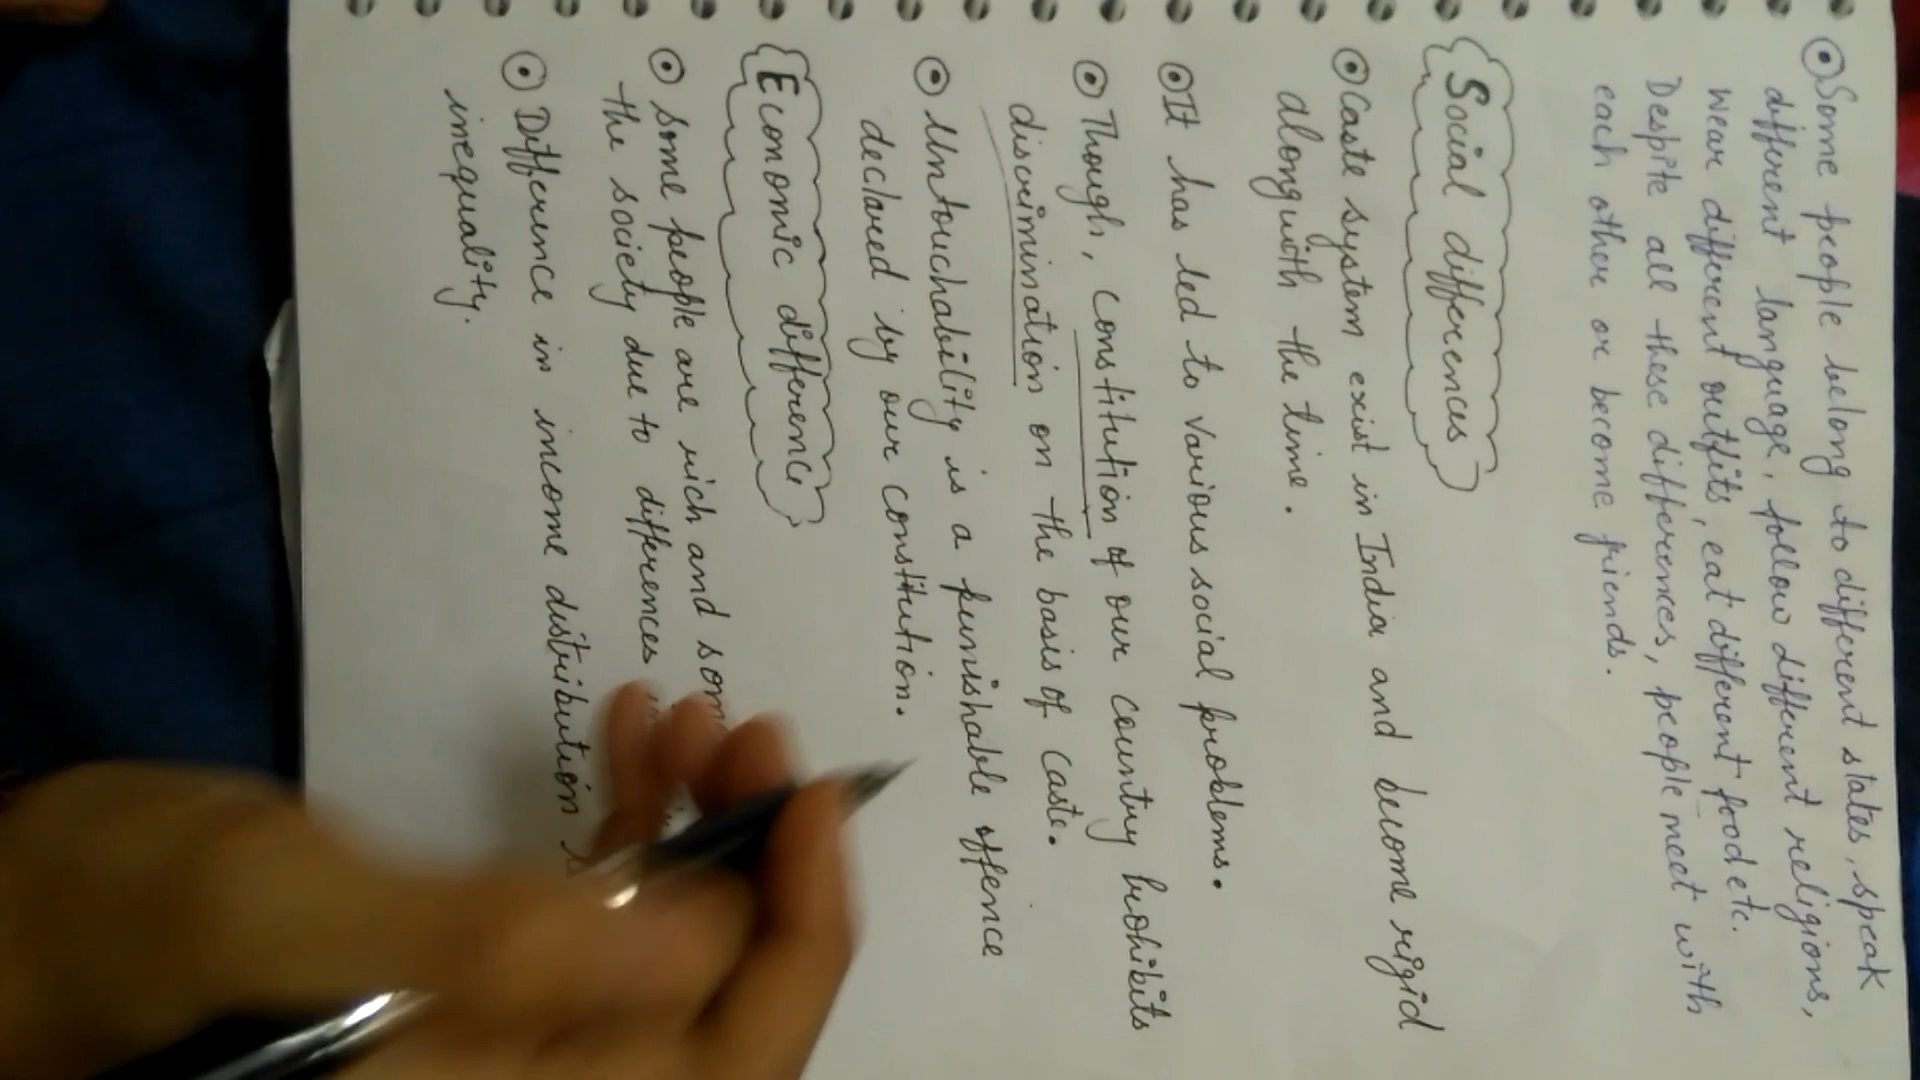 Some people belong to different states, speak
different language, follow different religions,
wear different outfits, eat different food etc.
Despite all these differences, people meet with
each other or become friends.
Social differences
Caste system exist in India and become rigid
alongwith the time.
It has led to various social problems.
Though, constitution of our country prohibits
discrimination on the basis of caste.
Untouchability is a punishable offence
declared by our constitution.
Economic difference
Some people are rich and
the society due to differences
Difference in income distribution
inequality.